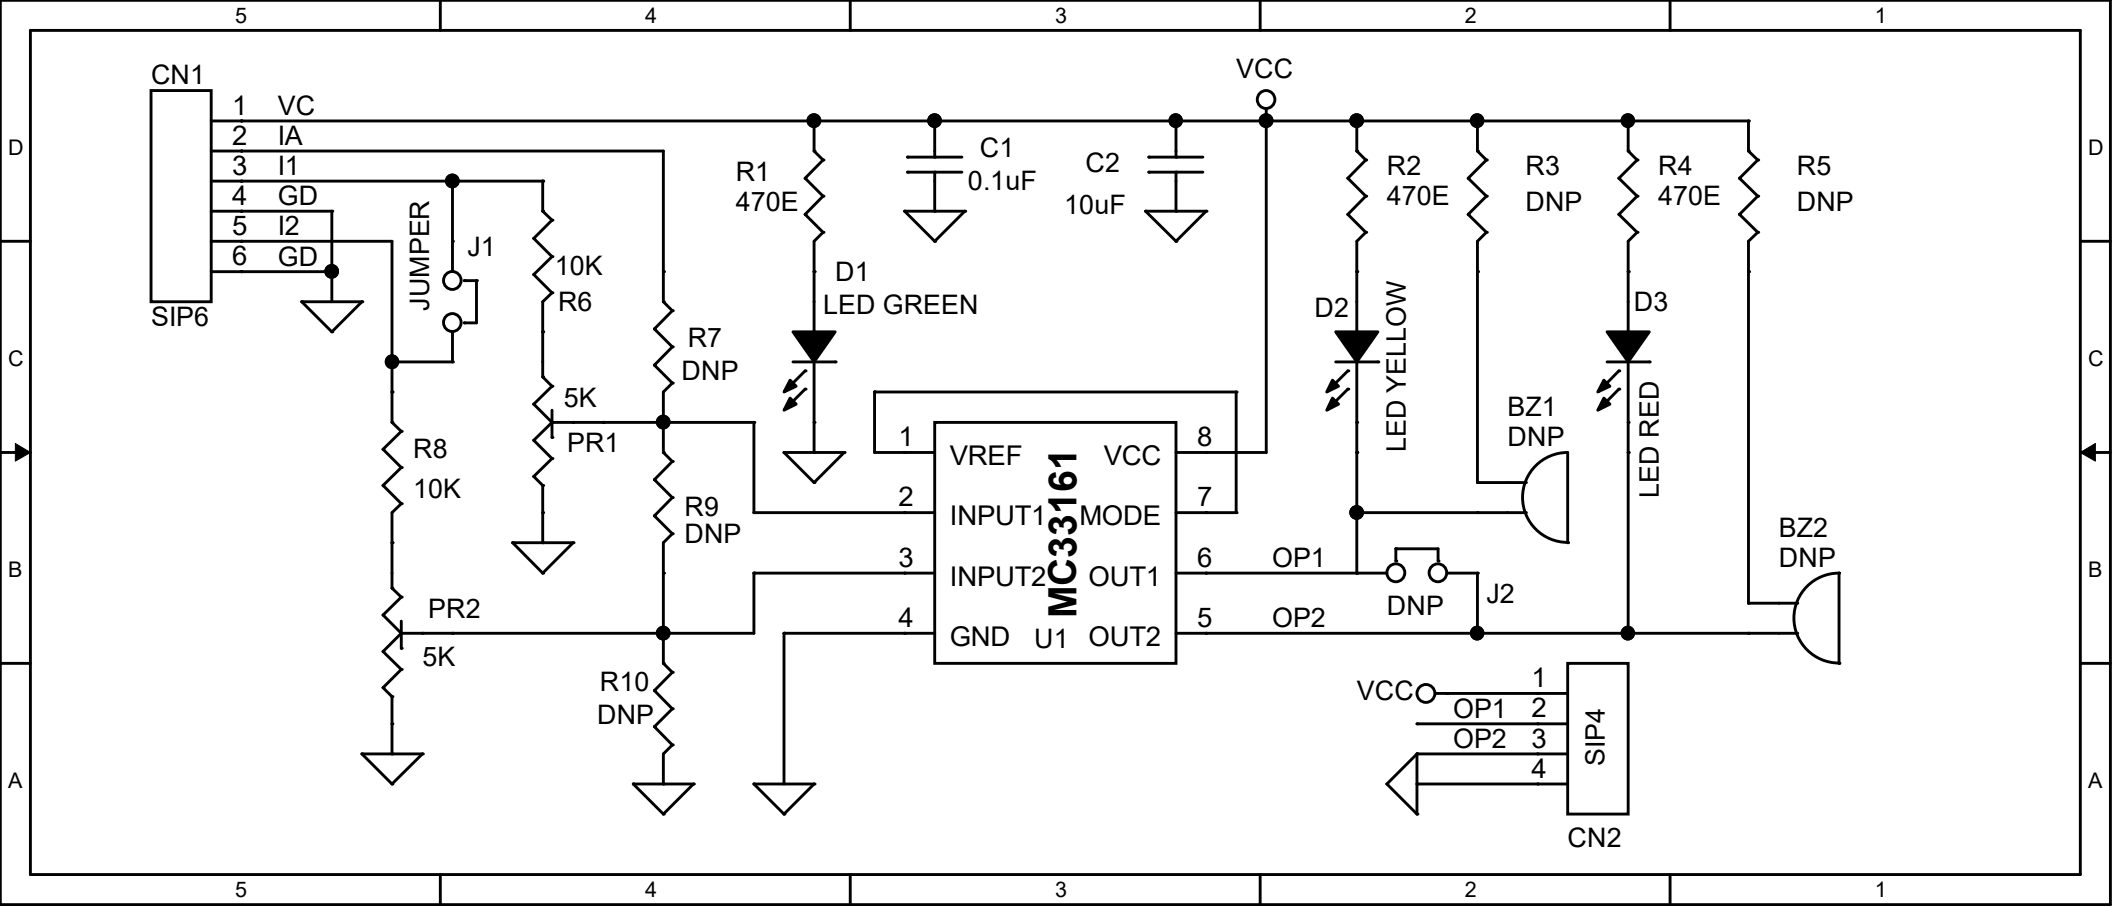 5 4 3 2 1
D
D
C
C
B
B
A
A
CN1
1 VC
2 IA
3 I1
4 GD
5 I2
6 GD
SIP6
JUMPER
J1
10K
R6
5K
PR1
R7
DNP
R8
10K
R9
DNP
PR2
5K
R10
DNP
R1
470E
D1
LED GREEN
C1
0.1uF
C2
10uF
VCC
R2
470E
R3
DNP
R4
470E
R5
DNP
D2
LED YELLOW
D3
LED RED
BZ1
DNP
BZ2
DNP
1 VREF VCC 8
2 INPUT1 MODE 7
3 INPUT2 OUT1 6
4 GND U1 OUT2 5
MC33161
OP1
OP2
DNP
J2
VCC 1
OP1 2
OP2 3
4
SIP4
CN2
5 4 3 2 1